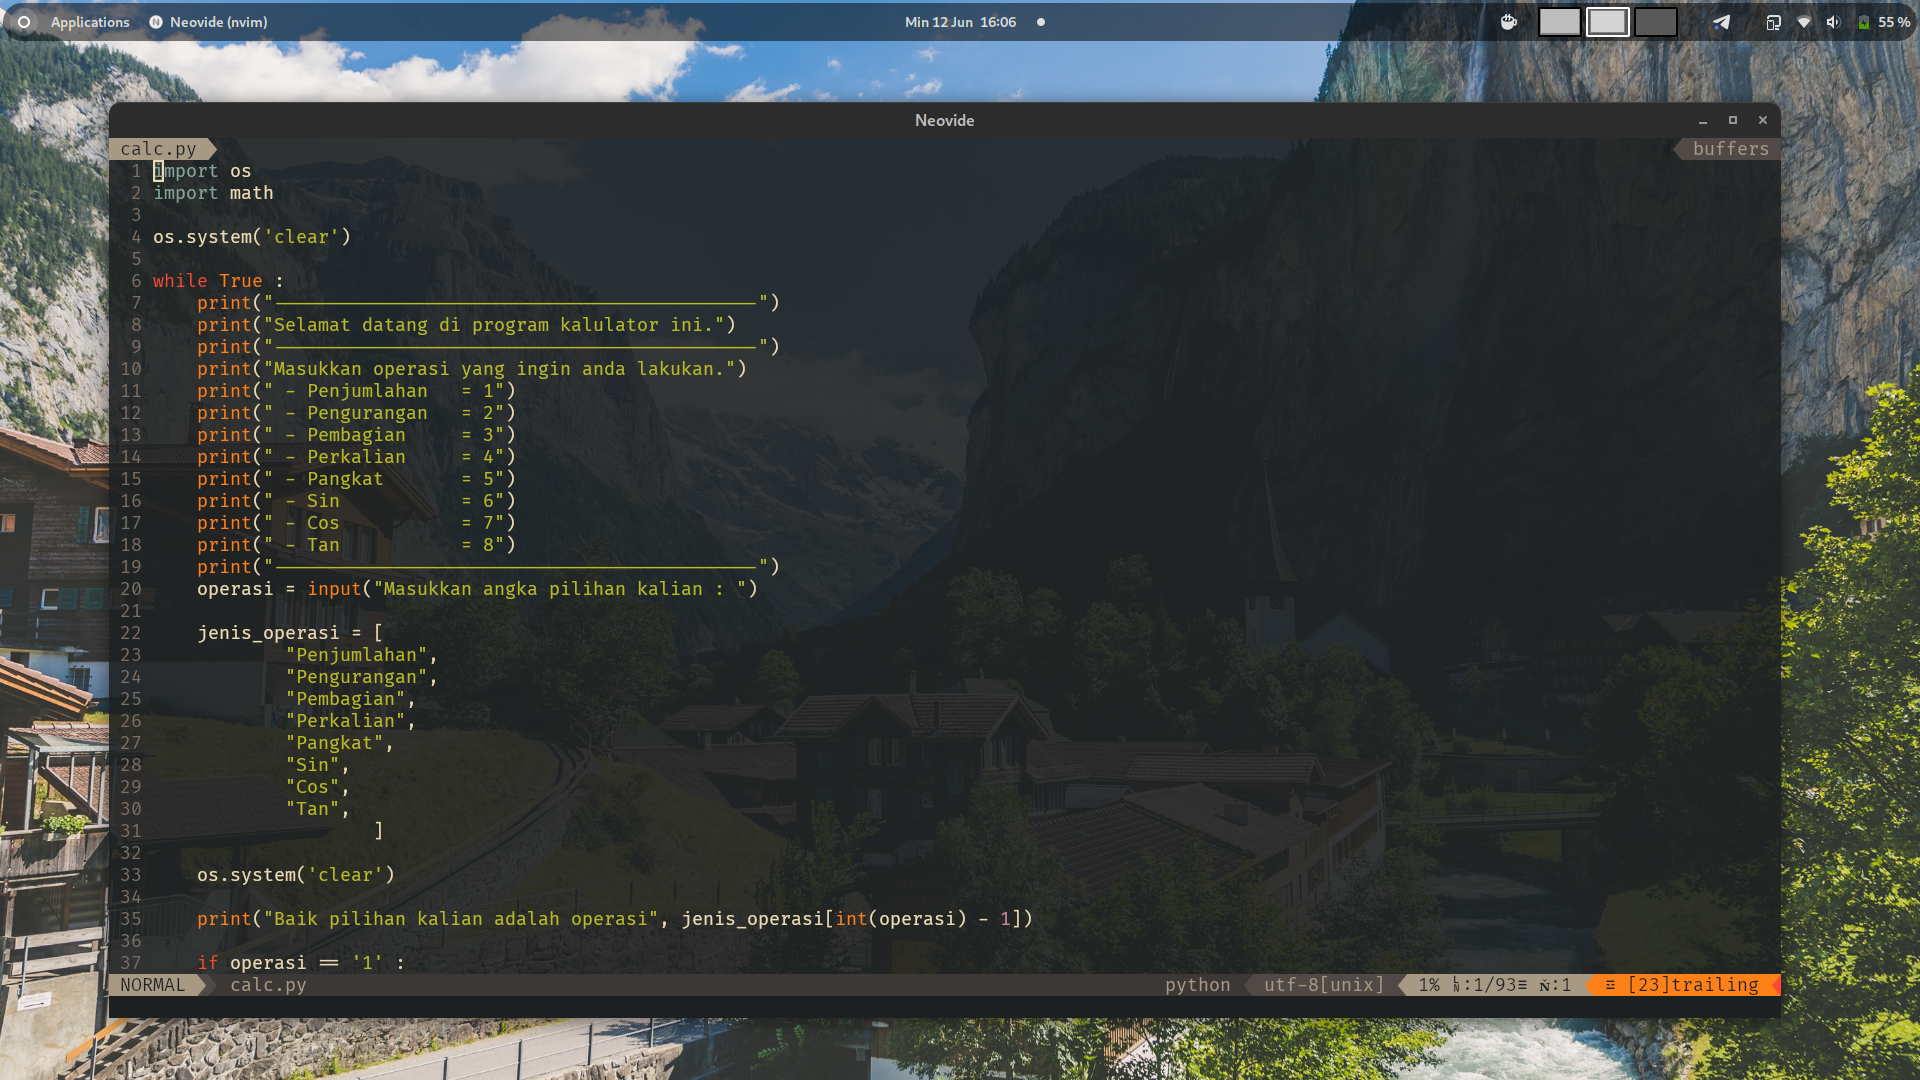 Applications Neovide (nvim) Min 12 Jun 16:06 55 %
Neovide
calc.py buffers
1 import os
2 import math
3
4 os.system('clear')
5
6 while True :
7 print("--------------------------------------------")
8 print("Selamat datang di program kalulator ini.")
9 print("--------------------------------------------")
10 print("Masukkan operasi yang ingin anda lakukan.")
11 print(" - Penjumlahan   = 1")
12 print(" - Pengurangan   = 2")
13 print(" - Pembagian     = 3")
14 print(" - Perkalian     = 4")
15 print(" - Pangkat       = 5")
16 print(" - Sin           = 6")
17 print(" - Cos           = 7")
18 print(" - Tan           = 8")
19 print("--------------------------------------------")
20 operasi = input("Masukkan angka pilihan kalian : ")
21
22 jenis_operasi = [
23 "Penjumlahan",
24 "Pengurangan",
25 "Pembagian",
26 "Perkalian",
27 "Pangkat",
28 "Sin",
29 "Cos",
30 "Tan",
31 ]
32
33 os.system('clear')
34
35 print("Baik pilihan kalian adalah operasi", jenis_operasi[int(operasi) - 1])
36
37 if operasi == '1' :
NORMAL calc.py python utf-8[unix] 1% :1/93 :1 [23]trailing